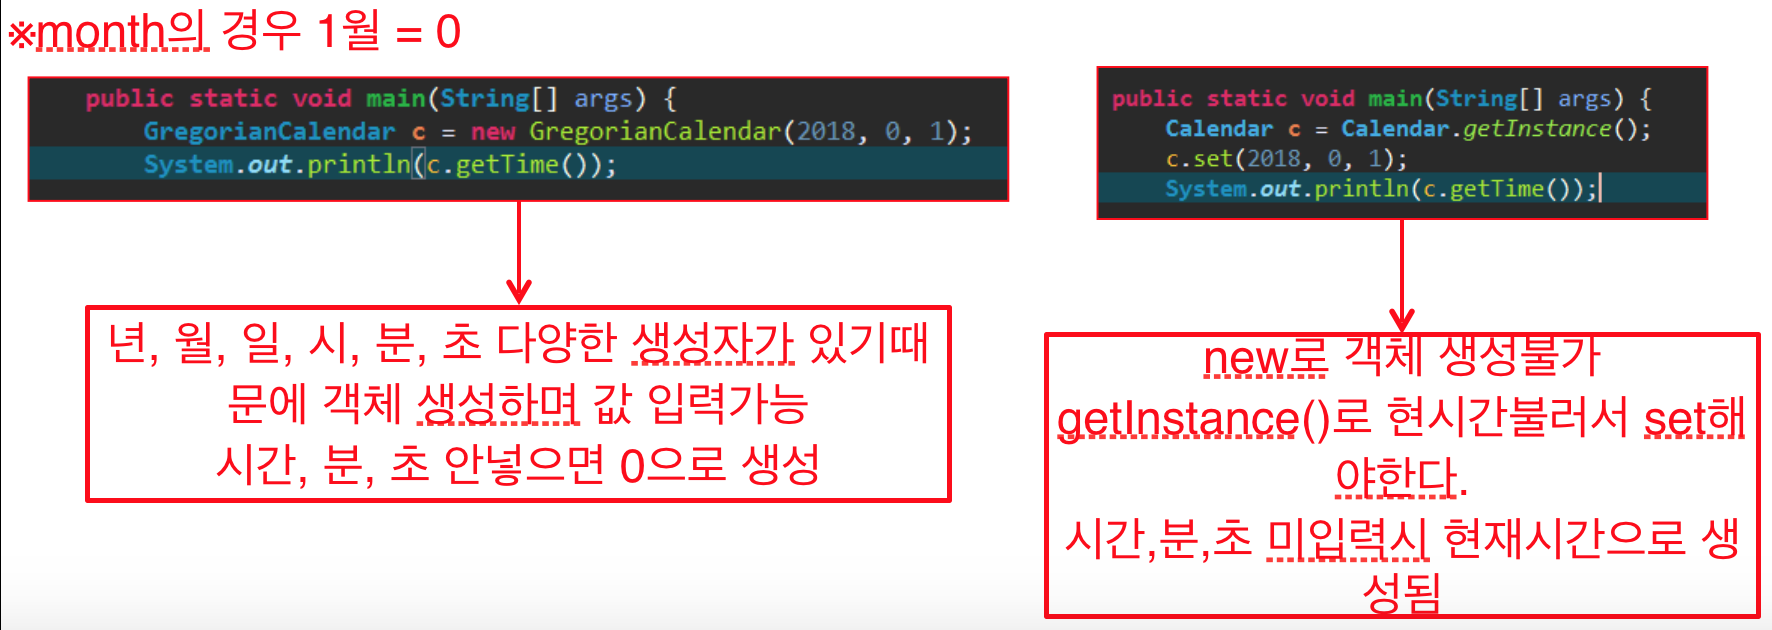 ※month의 경우 1월 = 0
public static void main(String[] args) {
GregorianCalendar c = new GregorianCalendar(2018, 0, 1);
System.out.println(c.getTime());
년, 월, 일, 시, 분, 초 다양한 생성자가 있기때
문에 객체 생성하며 값 입력가능
시간, 분, 초 안넣으면 0으로 생성
public static void main(String[] args) {
Calendar c = Calendar.getInstance();
c.set(2018, 0, 1);
System.out.println(c.getTime());
new로 객체 생성불가
getInstance()로 현시간불러서 set해
야한다.
시간,분,초 미입력시 현재시간으로 생
성됨